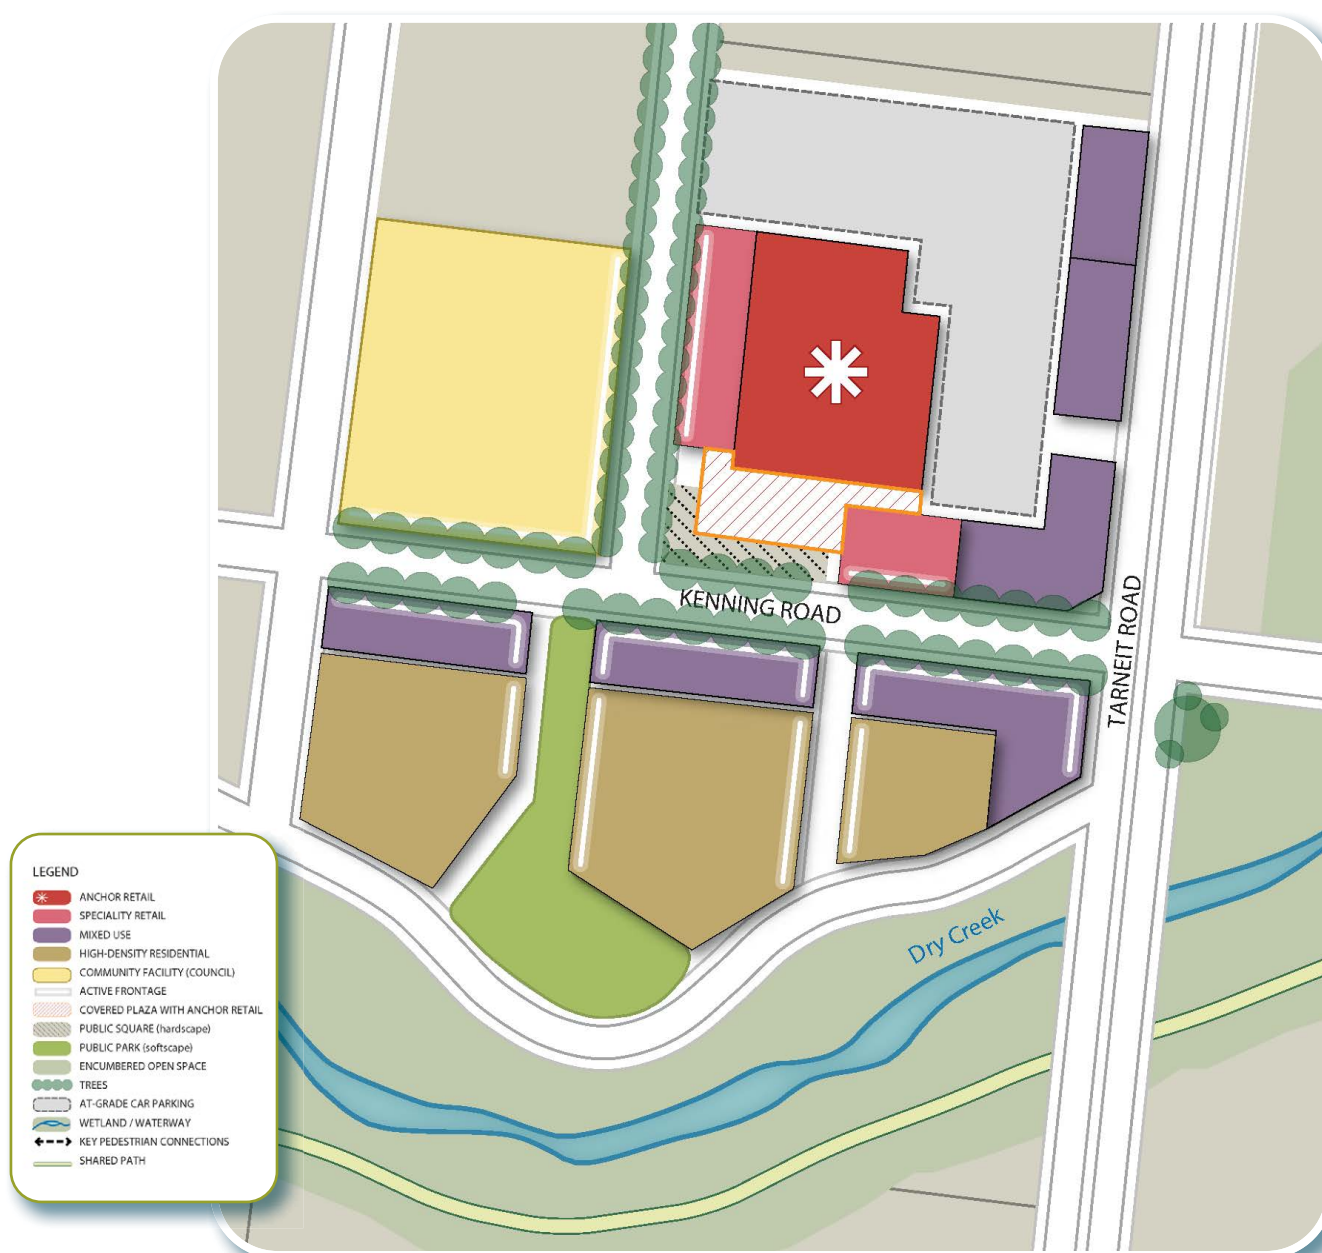 KENNING ROAD
TARNEIT ROAD
Dry Creek
LEGEND
ANCHOR RETAIL
SPECIALITY RETAIL
MIXED USE
HIGH-DENSITY RESIDENTIAL
COMMUNITY FACILITY (COUNCIL)
ACTIVE FRONTAGE
COVERED PLAZA WITH ANCHOR RETAIL
PUBLIC SQUARE (hardscape)
PUBLIC PARK (softscape)
ENCUMBERED OPEN SPACE
TREES
AT-GRADE CAR PARKING
WETLAND / WATERWAY
KEY PEDESTRIAN CONNECTIONS
SHARED PATH